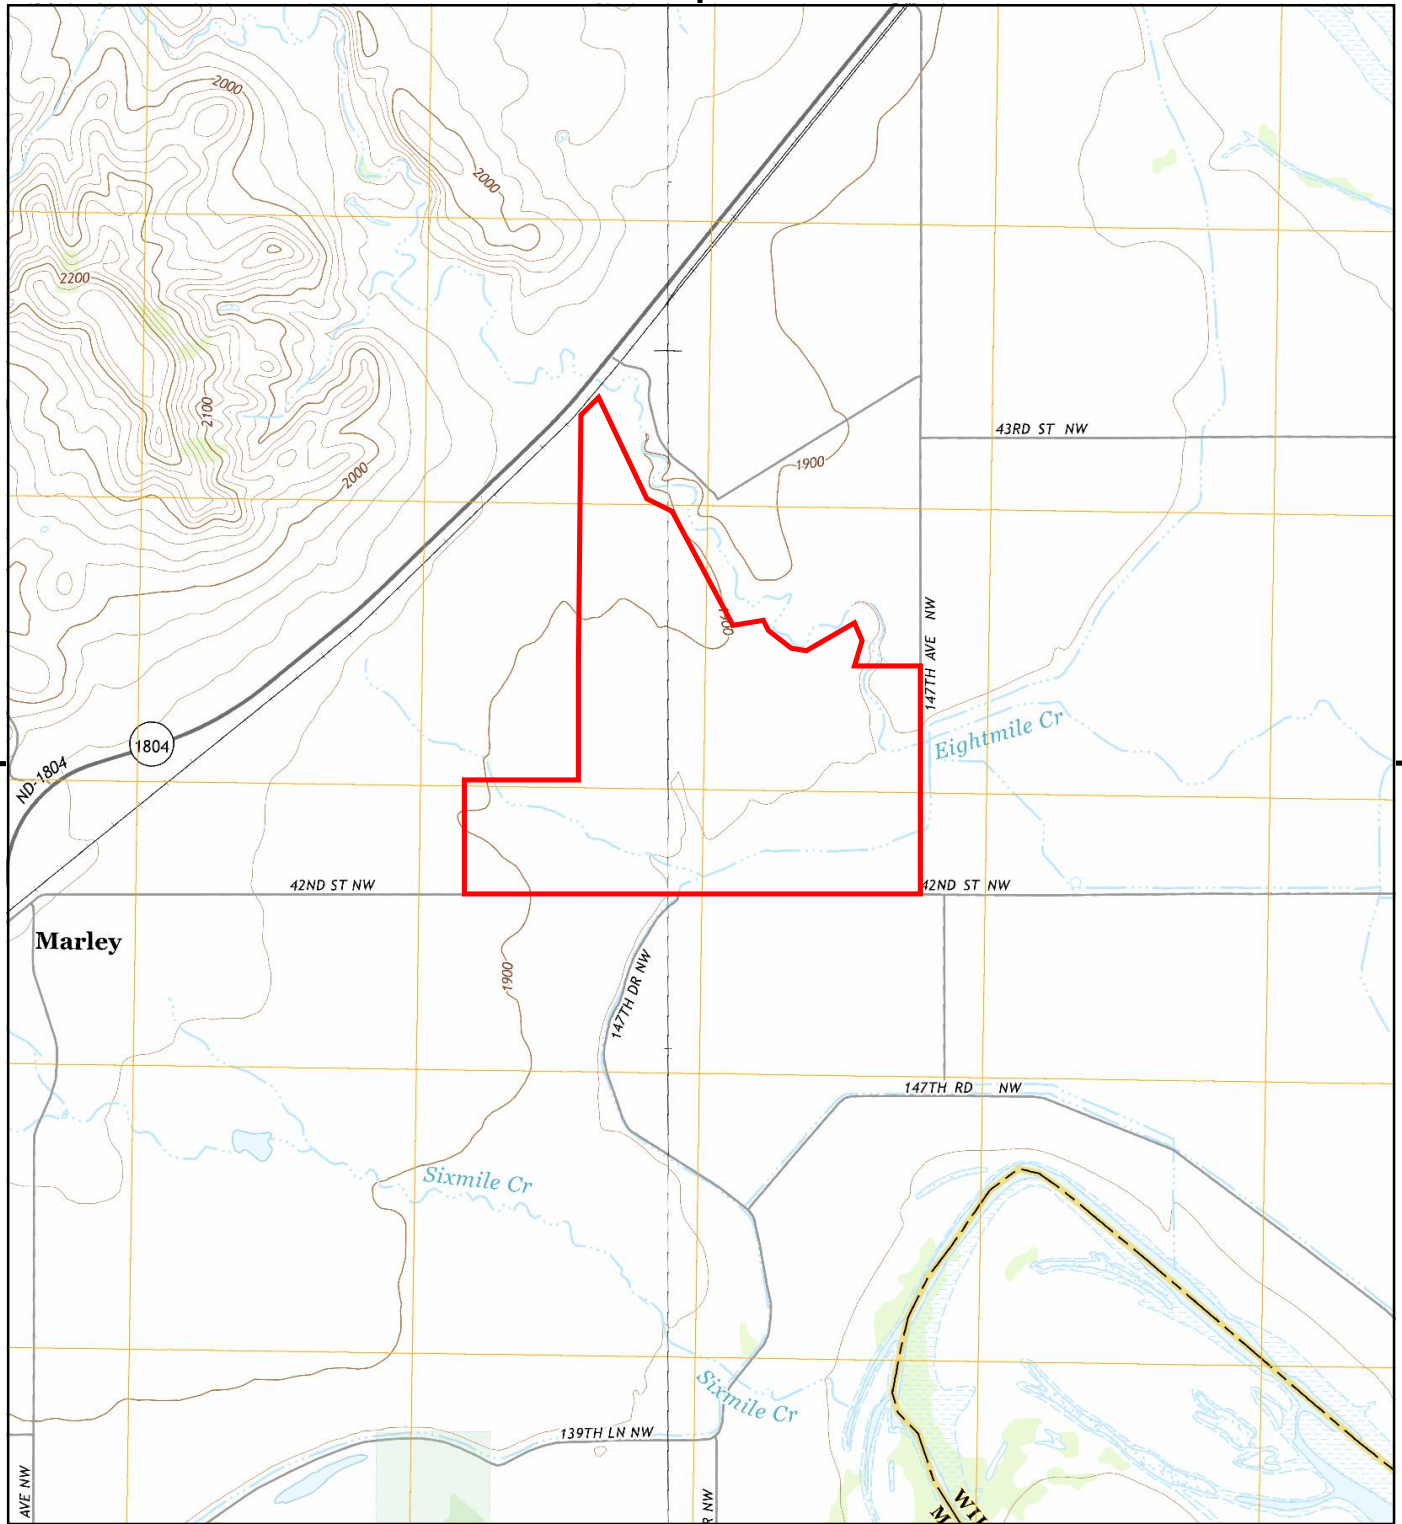 2000
2000
2200
2100
2000
43RD ST NW
1900
1900
147TH AVE NW
Eightmile Cr
1804
ND-1804
42ND ST NW
42ND ST NW
Marley
1900
147TH DR NW
147TH RD NW
Sixmile Cr
Sixmile Cr
139TH LN NW
AVE NW
R NW
WIL
M